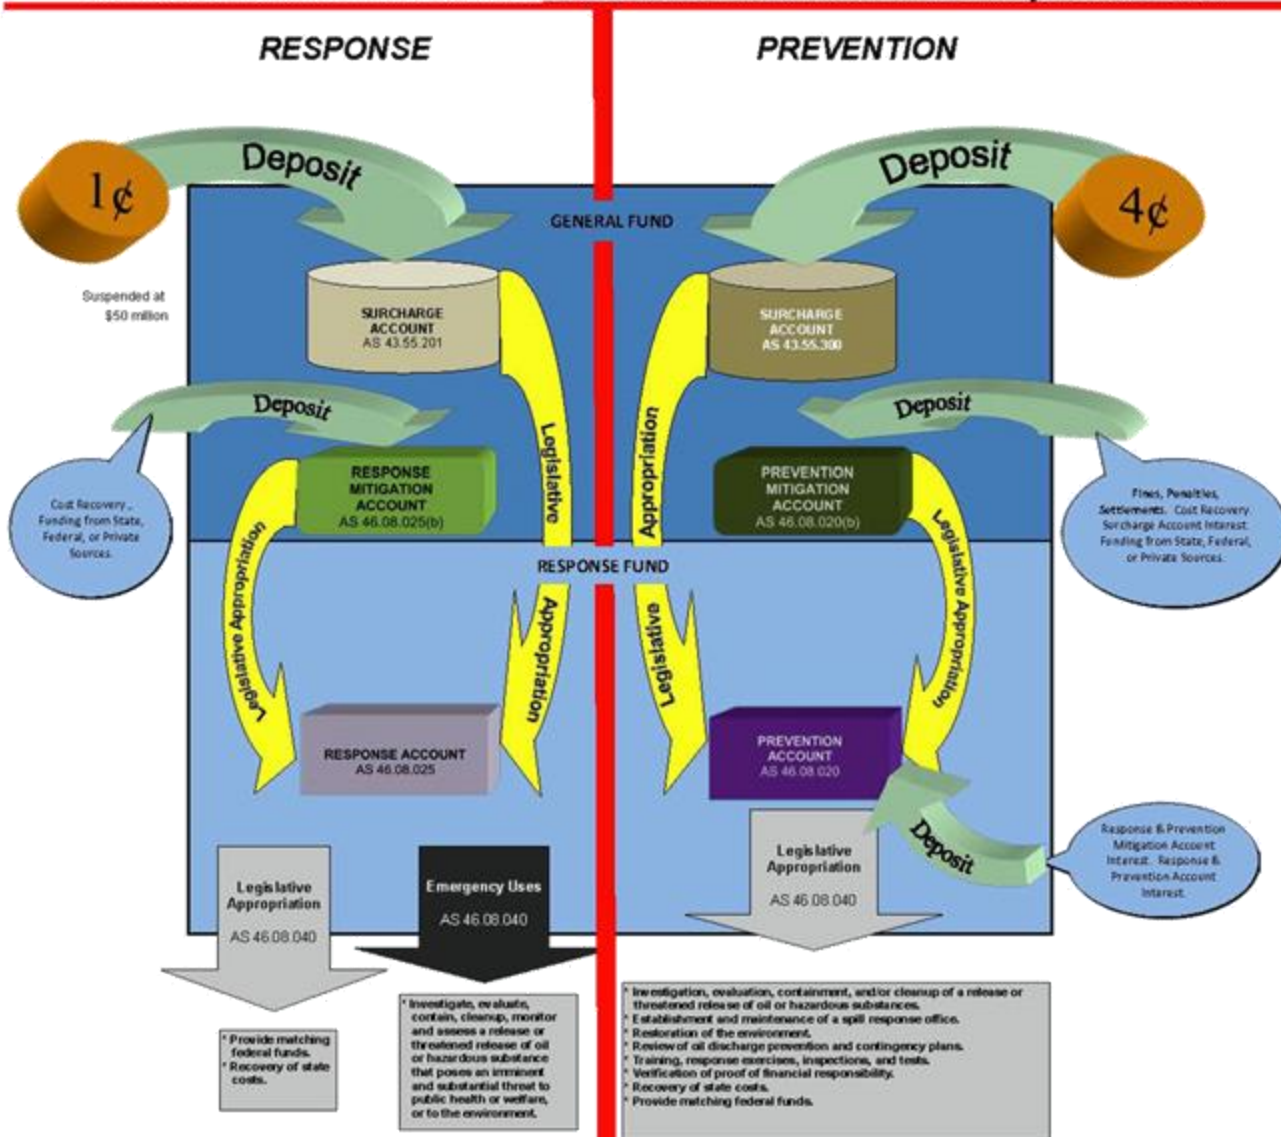 RESPONSE
PREVENTION
Deposit
Deposit
1¢
4¢
GENERAL FUND
Suspended at
$50 million
SURCHARGE
ACCOUNT
AS 43.55.201
SURCHARGE
ACCOUNT
AS 43.55.300
Deposit
Deposit
Legislative
Appropriation
Appropriation
Legislative
Cost Recovery.,
Funding from State,
Federal, or Private
Sources.
RESPONSE
MITIGATION
ACCOUNT
AS 46.08.025(b)
PREVENTION
MITIGATION
ACCOUNT
AS 46.08.020(b)
Fines, Penalties,
Settlements. Cost Recovery
Surcharge Account Interest
Funding from State, Federal,
or Private Sources.
RESPONSE FUND
Legislative Appropriation
Legislative Appropriation
RESPONSE ACCOUNT
AS 46.08.025
PREVENTION
ACCOUNT
AS 46.08.020
Deposit
Response & Prevention
Mitigation Account
Interest. Response &
Prevention Account
Interest.
Legislative
Appropriation
AS 46.08.040
Emergency Uses
AS 46.08.040
Legislative
Appropriation
AS 46.08.040
* Provide matching
federal funds.
* Recovery of state
costs.
* Investigate, evaluate,
contain, cleanup, monitor
and assess a release or
threatened release of oil
or hazardous substance
that poses an imminent
and substantial threat to
public health or welfare,
or to the environment.
* Investigation, evaluation, containment, and/or cleanup of a release or
threatened release of oil or hazardous substances.
* Establishment and maintenance of a spill response office.
* Restoration of the environment.
* Review of oil discharge prevention and contingency plans.
* Training, response exercises, inspections, and tests.
* Verification of proof of financial responsibility.
* Recovery of state costs.
* Provide matching federal funds.